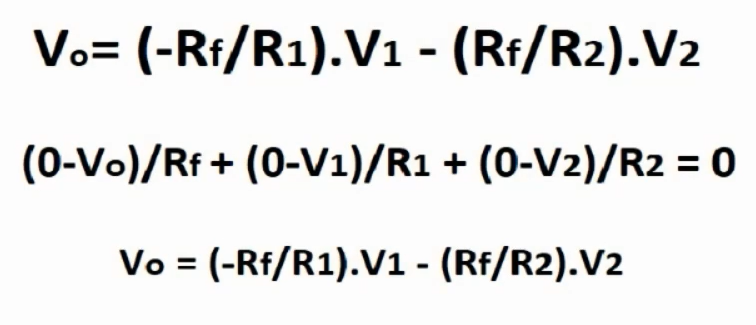 Vo= (-Rf/R1).V1 - (Rf/R2).V2
(0-Vo)/Rf + (0-V1)/R1 + (0-V2)/R2 = 0
Vo = (-Rf/R1).V1 - (Rf/R2).V2